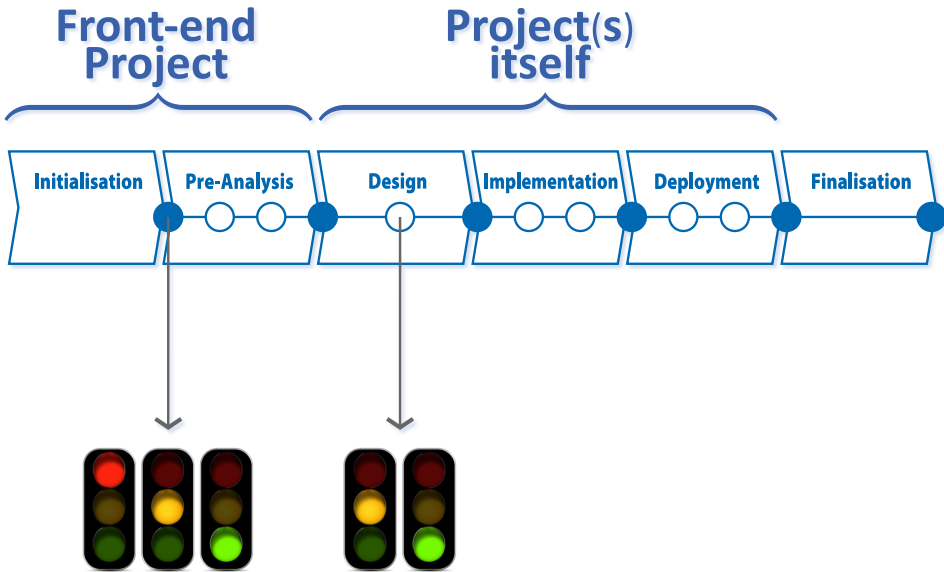 Front-end
Project
Project(s)
itself
Initialisation
Pre-Analysis
Design
Implementation
Deployment
Finalisation